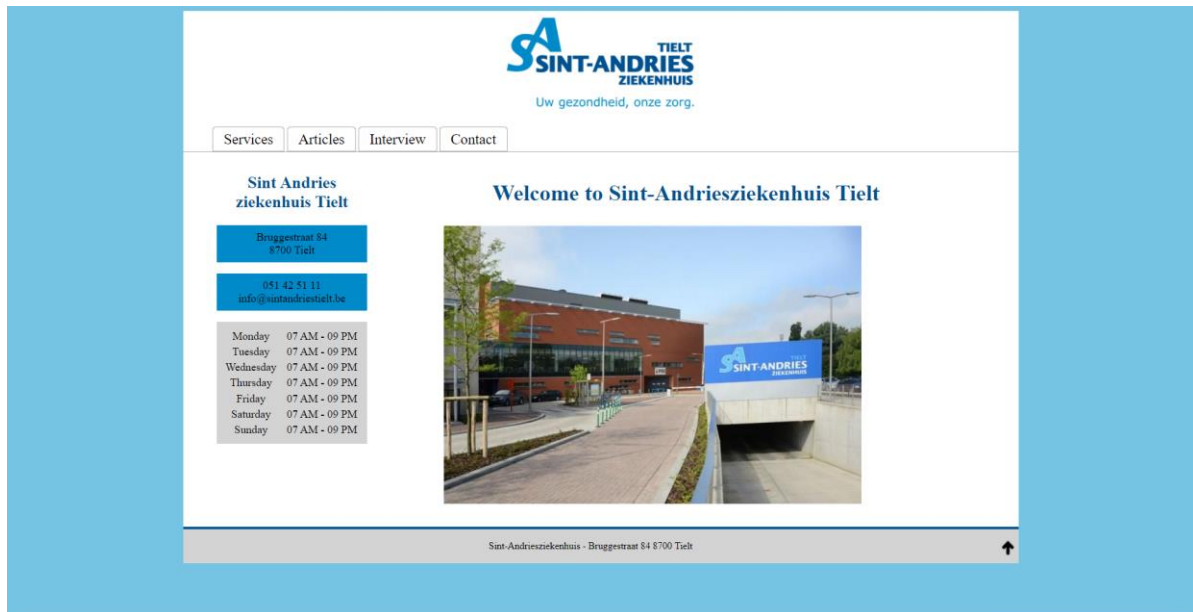 TIELT
SINT-ANDRIES
ZIEKENHUIS
Uw gezondheid, onze zorg.
Services Articles Interview Contact
Sint Andries
ziekenhuis Tielt
Bruggestraat 84
8700 Tielt
051 42 51 11
info@sintandriestielt.be
Monday 07 AM - 09 PM
Tuesday 07 AM - 09 PM
Wednesday 07 AM - 09 PM
Thursday 07 AM - 09 PM
Friday 07 AM - 09 PM
Saturday 07 AM - 09 PM
Sunday 07 AM - 09 PM
Welcome to Sint-Andriesziekenhuis Tielt
TIELT
SINT-ANDRIES
ZIEKENHUIS
Sint-Andriesziekenhuis - Bruggestraat 84 8700 Tielt